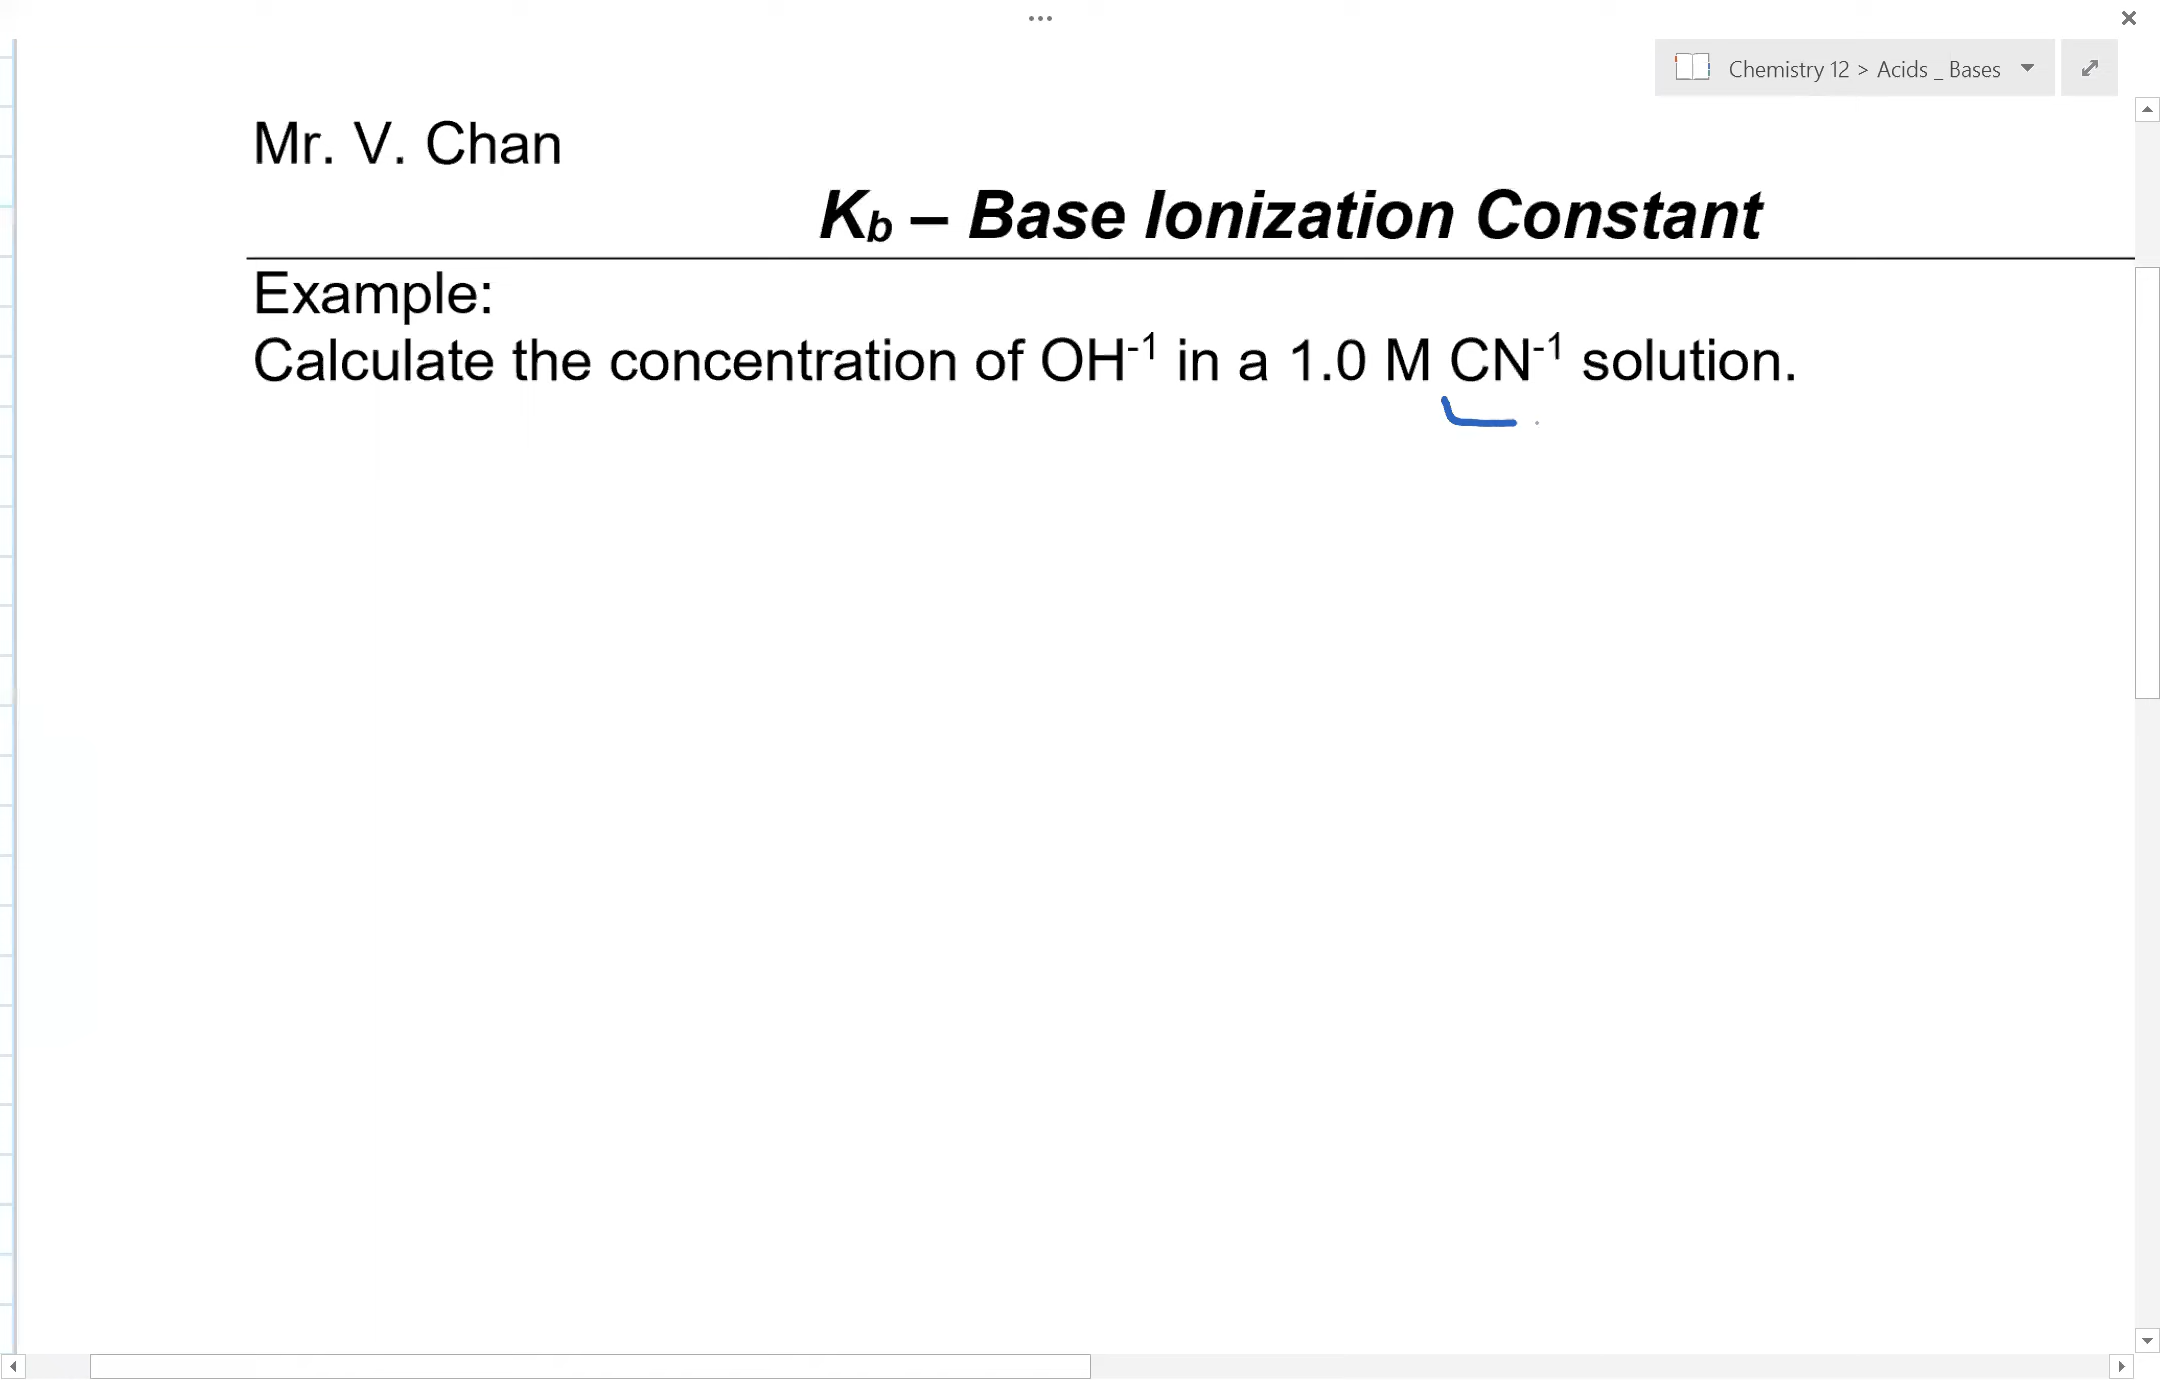 Chemistry 12 > Acids _ Bases
Mr. V. Chan
K_b – Base Ionization Constant
Example:
Calculate the concentration of OH⁻¹ in a 1.0 M CN⁻¹ solution.